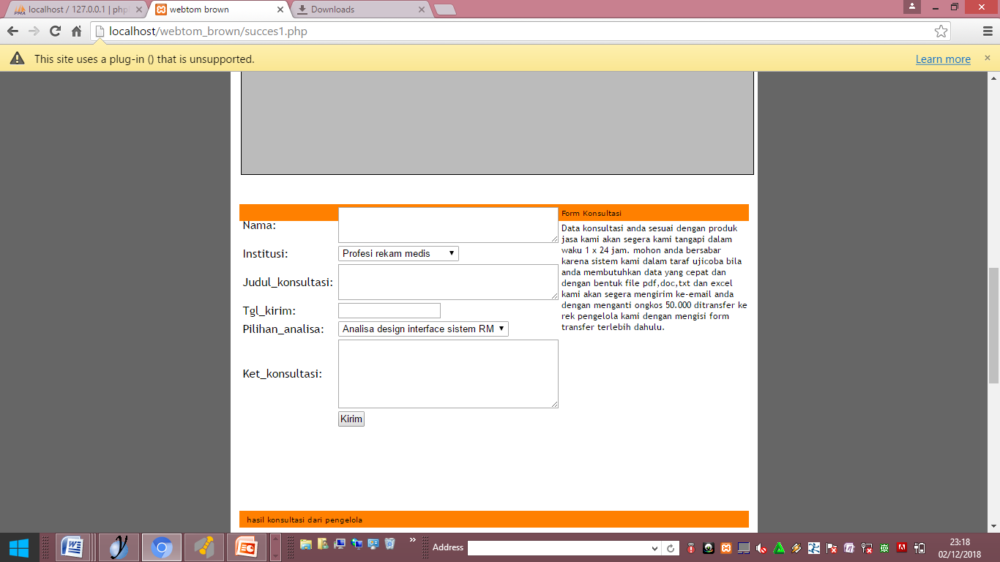 localhost / 127.0.0.1 | php
webtom brown
Downloads
localhost/webtom_brown/succes1.php
This site uses a plug-in () that is unsupported.
Learn more
Form Konsultasi
Nama:
Institusi:
Profesi rekam medis
Judul_konsultasi:
Tgl_kirim:
Pilihan_analisa:
Analisa design interface sistem RM
Ket_konsultasi:
Kirim
Data konsultasi anda sesuai dengan produk
jasa kami akan segera kami tangapi dalam
waku 1 x 24 jam. mohon anda bersabar
karena sistem kami dalam taraf ujicoba bila
anda membutuhkan data yang cepat dan
dengan bentuk file pdf,doc,txt dan excel
kami akan segera mengirim ke-email anda
dengan menganti ongkos 50.000 ditransfer ke
rek pengelola kami dengan mengisi form
transfer terlebih dahulu.
hasil konsultasi dari pengelola
Address
23:18
02/12/2018